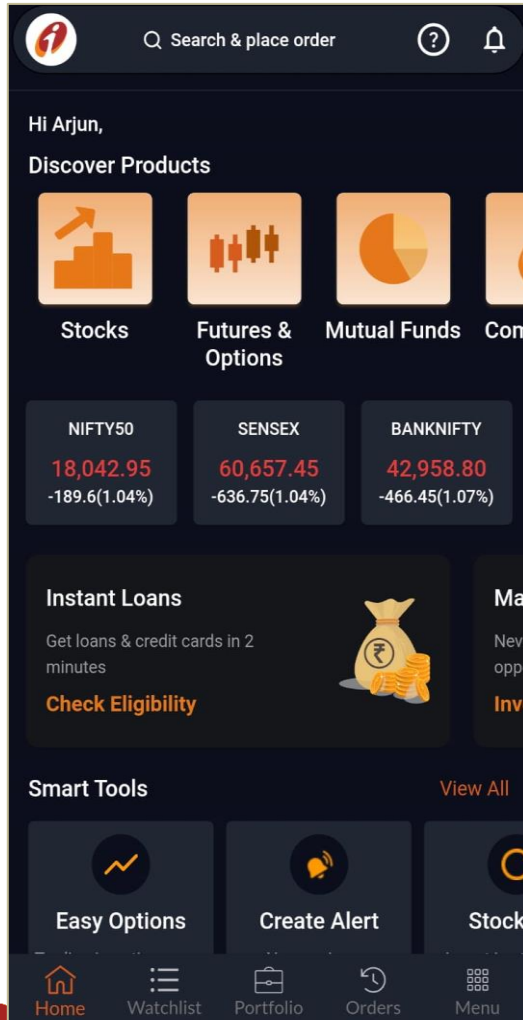 Search & place order
?
Hi Arjun,
Discover Products
Stocks
Futures &
Options
Mutual Funds
NIFTY50
18,042.95
-189.6(1.04%)
SENSEX
60,657.45
-636.75(1.04%)
BANKNIFTY
42,958.80
-466.45(1.07%)
Instant Loans
Get loans & credit cards in 2
minutes
Check Eligibility
₹
Smart Tools
View All
Easy Options
Create Alert
Stock
Home
Watchlist
Portfolio
Orders
Menu